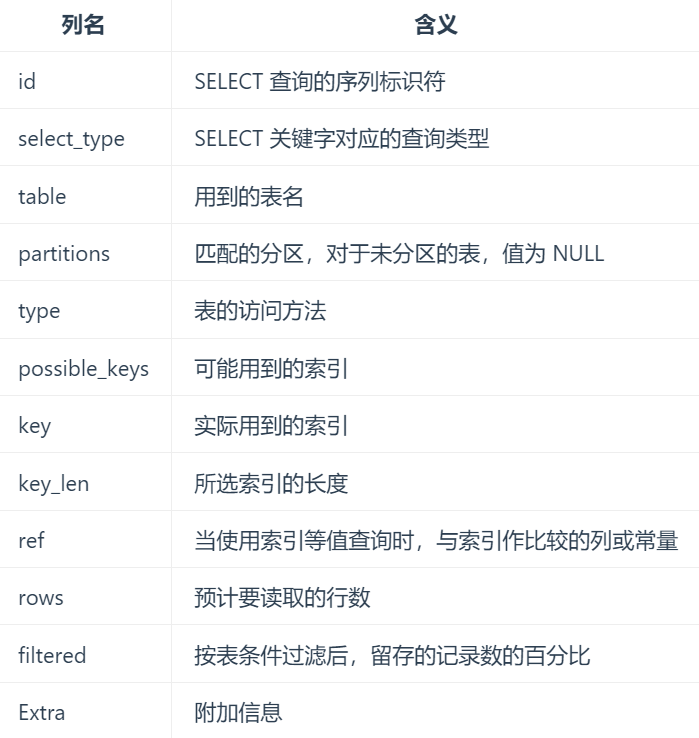 列名 含义
id SELECT 查询的序列标识符
select_type SELECT 关键字对应的查询类型
table 用到的表名
partitions 匹配的分区，对于未分区的表，值为 NULL
type 表的访问方法
possible_keys 可能用到的索引
key 实际用到的索引
key_len 所选索引的长度
ref 当使用索引等值查询时，与索引作比较的列或常量
rows 预计要读取的行数
filtered 按表条件过滤后，留存的记录数的百分比
Extra 附加信息